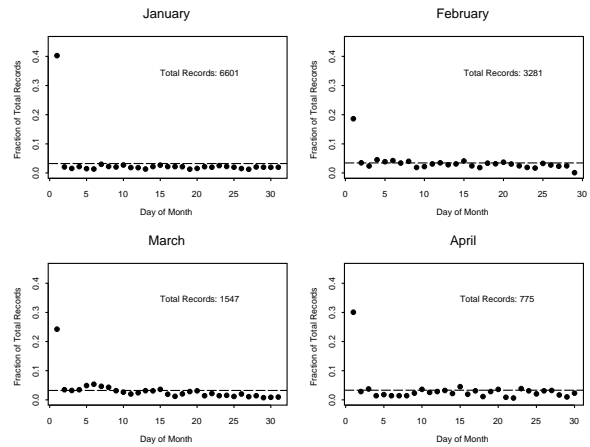 January
Fraction of Total Records
0.0 0.1 0.2 0.3 0.4
Total Records: 6601
0 5 10 15 20 25 30
Day of Month
February
Fraction of Total Records
0.0 0.1 0.2 0.3 0.4
Total Records: 3281
0 5 10 15 20 25 30
Day of Month
March
Fraction of Total Records
0.0 0.1 0.2 0.3 0.4
Total Records: 1547
0 5 10 15 20 25 30
Day of Month
April
Fraction of Total Records
0.0 0.1 0.2 0.3 0.4
Total Records: 775
0 5 10 15 20 25 30
Day of Month